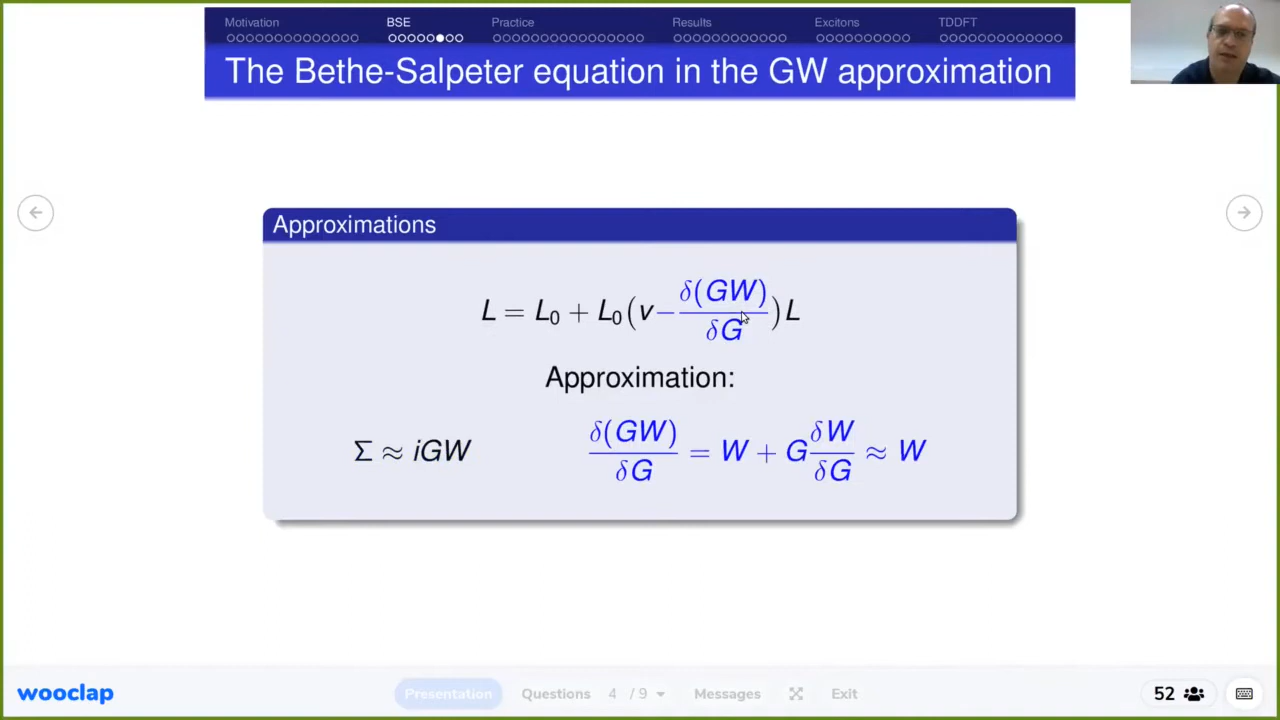 Motivation BSE Practice Results Excitons TDDFT
The Bethe-Salpeter equation in the GW approximation
Approximations
L = L₀ + L₀(v − δ(GW)/δG)L
Approximation:
Σ ≈ iGW δ(GW)/δG = W + G δW/δG ≈ W
wooclap Presentation Questions 4 / 9 Messages Exit 52